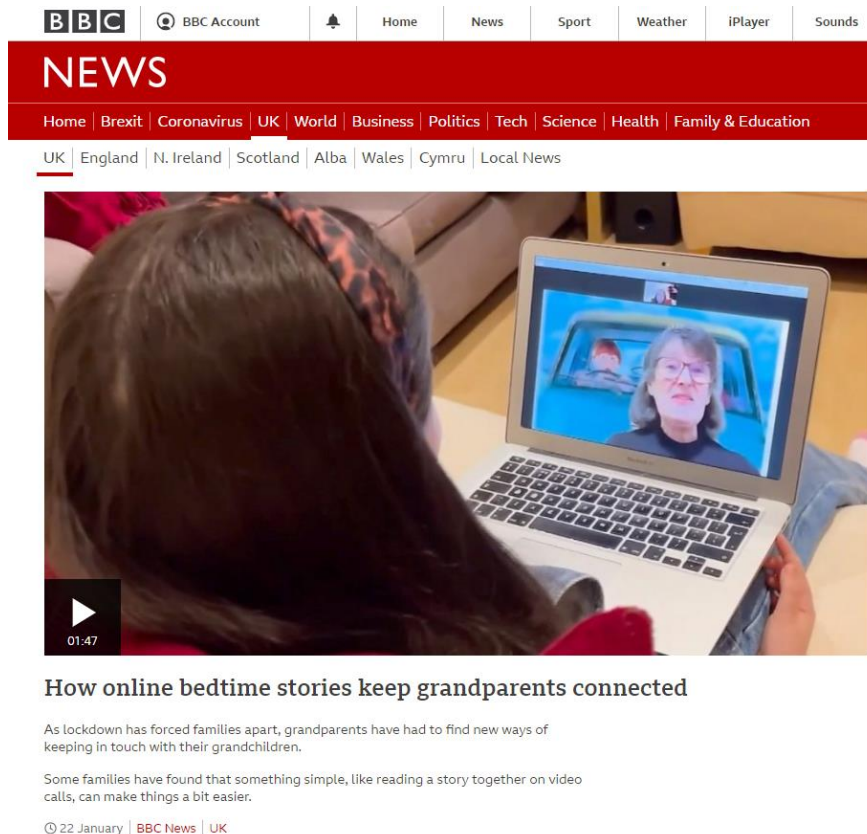 BBC BBC Account Home News Sport Weather iPlayer Sounds
NEWS
Home Brexit Coronavirus UK World Business Politics Tech Science Health Family & Education
UK England N. Ireland Scotland Alba Wales Cymru Local News
01:47
How online bedtime stories keep grandparents connected
As lockdown has forced families apart, grandparents have had to find new ways of
keeping in touch with their grandchildren.
Some families have found that something simple, like reading a story together on video
calls, can make things a bit easier.
22 January BBC News UK